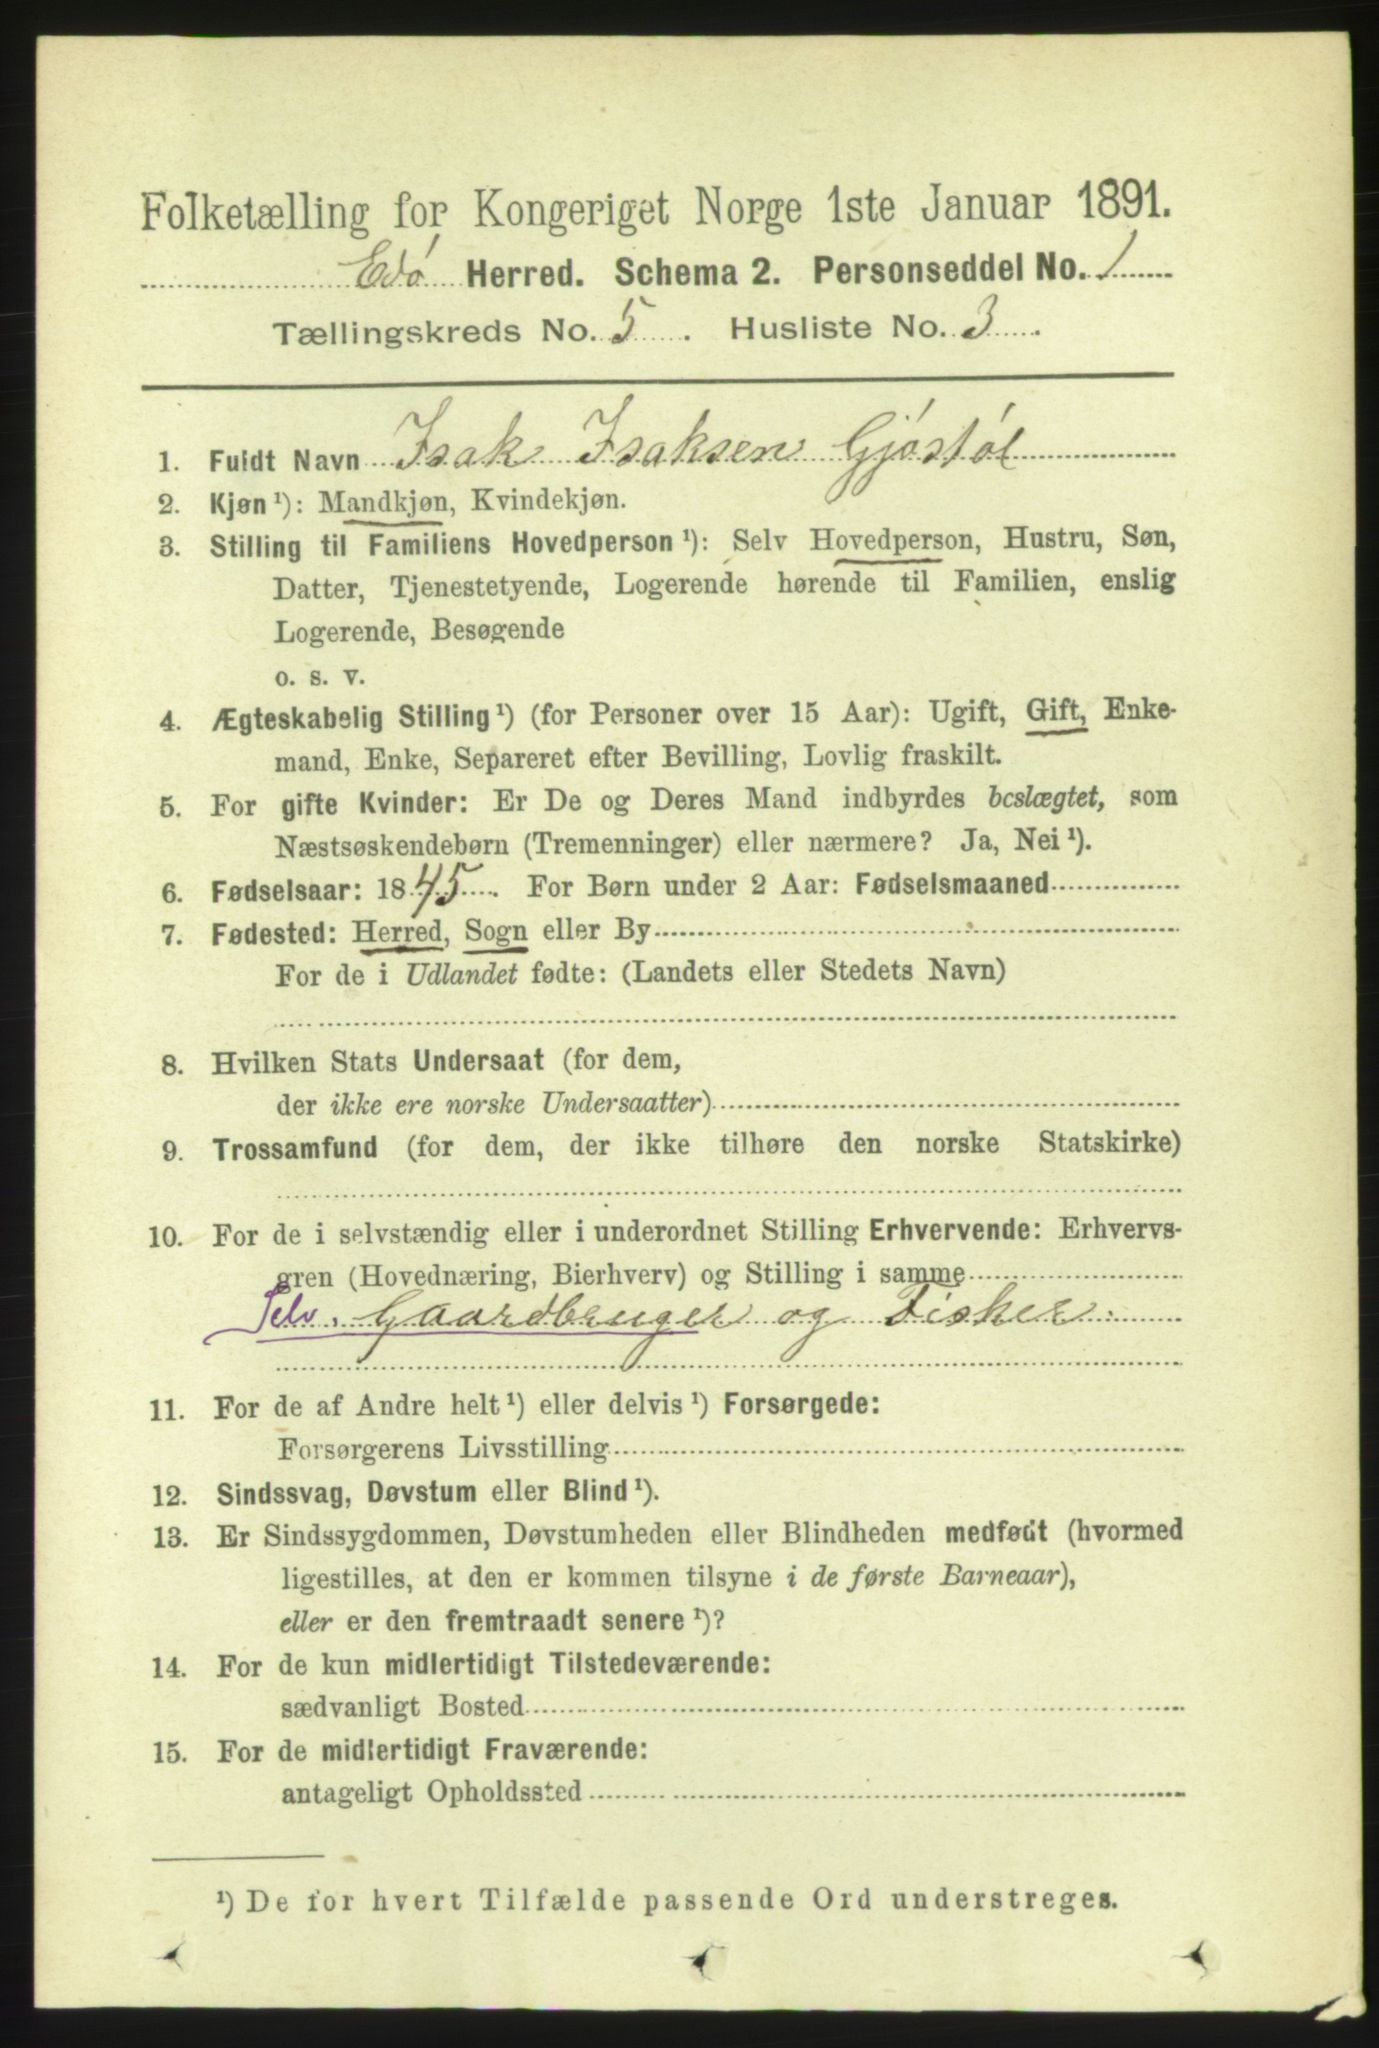 Folketælling for Kongeriget Norge 1ste Januar 1891.
Edø Herred. Schema 2. Personseddel No. 1
Tællingskreds No. 5. Husliste No. 3.
1. Fuldt Navn Isak Isaksen Gjøstøl
2. Kjøn¹): Mandkjøn, Kvindekjøn.
3. Stilling til Familiens Hovedperson¹): Selv Hovedperson, Hustru, Søn,
Datter, Tjenestetyende, Logerende hørende til Familien, enslig
Logerende, Besøgende
o. s. v.
4. Ægteskabelig Stilling¹) (for Personer over 15 Aar): Ugift, Gift, Enke-
mand, Enke, Separeret efter Bevilling, Lovlig fraskilt.
5. For gifte Kvinder: Er De og Deres Mand indbyrdes beslægtet, som
Næstsøskendebørn (Tremenninger) eller nærmere? Ja, Nei¹).
6. Fødselsaar: 1845. For Børn under 2 Aar: Fødselsmaaned
7. Fødested: Herred, Sogn eller By
For de i Udlandet fødte: (Landets eller Stedets Navn)
8. Hvilken Stats Undersaat (for dem,
der ikke ere norske Undersaatter)
9. Trossamfund (for dem, der ikke tilhøre den norske Statskirke)
10. For de i selvstændig eller i underordnet Stilling Erhvervende: Erhvervs-
gren (Hovednæring, Bierhverv) og Stilling i samme
Selv. Gaardbruger og Fisker.
11. For de af Andre helt¹) eller delvis¹) Forsørgede:
Forsørgerens Livsstilling
12. Sindssvag, Døvstum eller Blind¹).
13. Er Sindssygdommen, Døvstumheden eller Blindheden medfødt (hvormed
ligestilles, at den er kommen tilsyne i de første Barneaar),
eller er den fremtraadt senere¹)?
14. For de kun midlertidigt Tilstedeværende:
sædvanligt Bosted
15. For de midlertidigt Fraværende:
antageligt Opholdssted
¹) De for hvert Tilfælde passende Ord understreges.